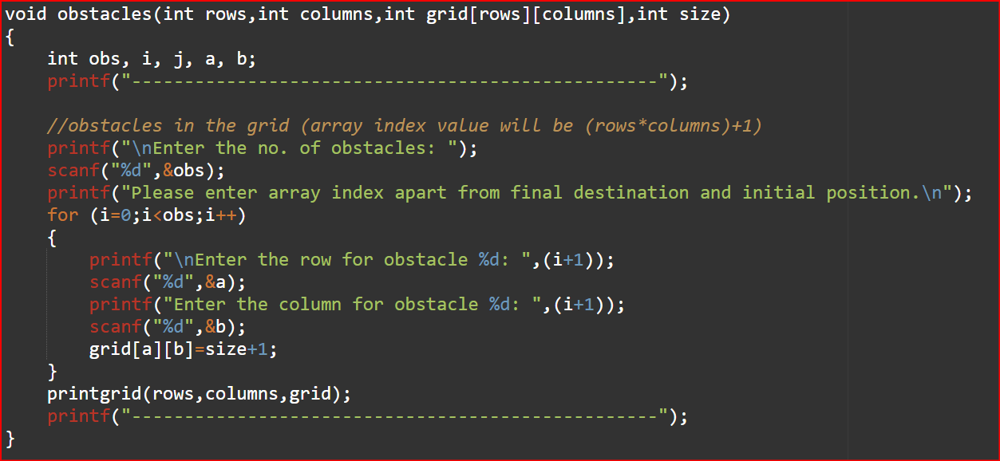 void obstacles(int rows,int columns,int grid[rows][columns],int size)
{
    int obs, i, j, a, b;
    printf("--------------------------------------------------");

    //obstacles in the grid (array index value will be (rows*columns)+1)
    printf("\nEnter the no. of obstacles: ");
    scanf("%d",&obs);
    printf("Please enter array index apart from final destination and initial position.\n");
    for (i=0;i<obs;i++)
    {
        printf("\nEnter the row for obstacle %d: ",(i+1));
        scanf("%d",&a);
        printf("Enter the column for obstacle %d: ",(i+1));
        scanf("%d",&b);
        grid[a][b]=size+1;
    }
    printgrid(rows,columns,grid);
    printf("--------------------------------------------------");
}